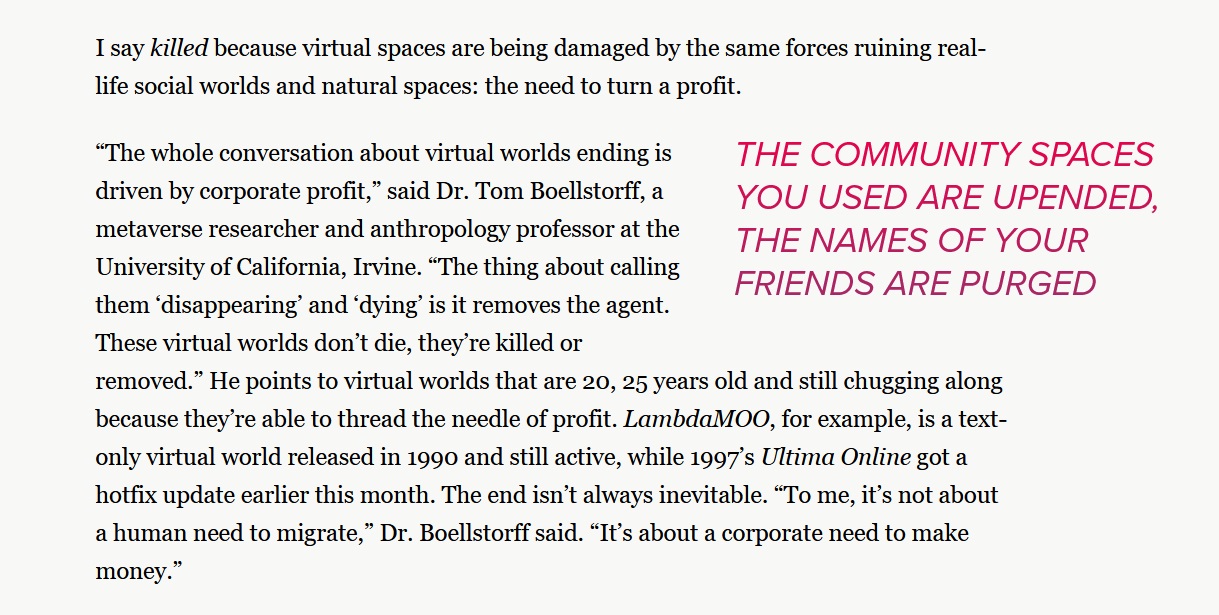 I say killed because virtual spaces are being damaged by the same forces ruining real-
life social worlds and natural spaces: the need to turn a profit.
“The whole conversation about virtual worlds ending is
driven by corporate profit,” said Dr. Tom Boellstorff, a
metaverse researcher and anthropology professor at the
University of California, Irvine. “The thing about calling
them ‘disappearing’ and ‘dying’ is it removes the agent.
These virtual worlds don’t die, they’re killed or
removed.” He points to virtual worlds that are 20, 25 years old and still chugging along
because they’re able to thread the needle of profit. LambdaMOO, for example, is a text-
only virtual world released in 1990 and still active, while 1997’s Ultima Online got a
hotfix update earlier this month. The end isn’t always inevitable. “To me, it’s not about
a human need to migrate,” Dr. Boellstorff said. “It’s about a corporate need to make
money.”
THE COMMUNITY SPACES
YOU USED ARE UPENDED,
THE NAMES OF YOUR
FRIENDS ARE PURGED